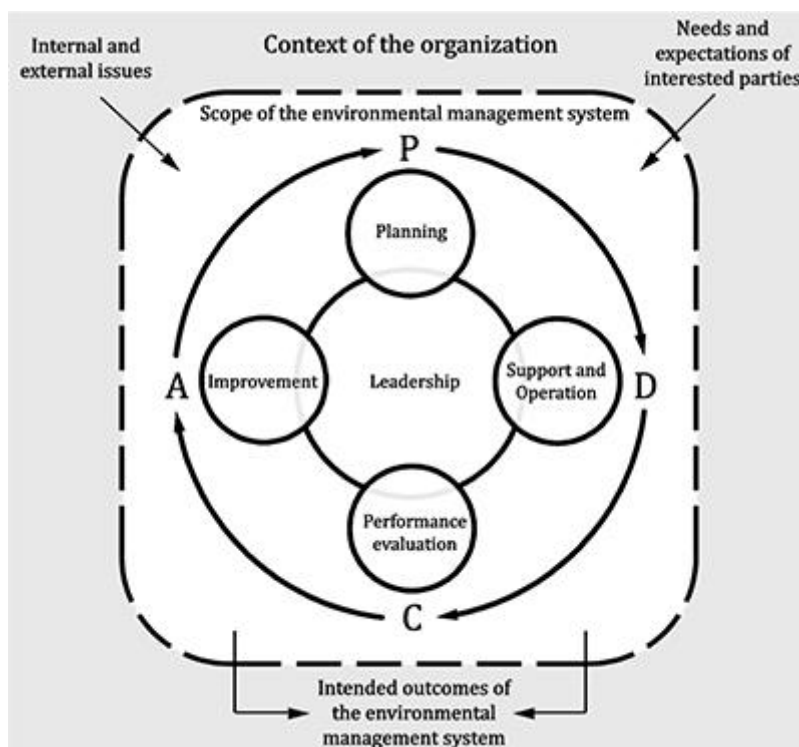 Internal and
external issues
Context of the organization
Needs and
expectations of
interested parties
Scope of the environmental management system
P
Planning
A
Improvement
Leadership
Support and
Operation
D
Performance
evaluation
C
Intended outcomes of
the environmental
management system